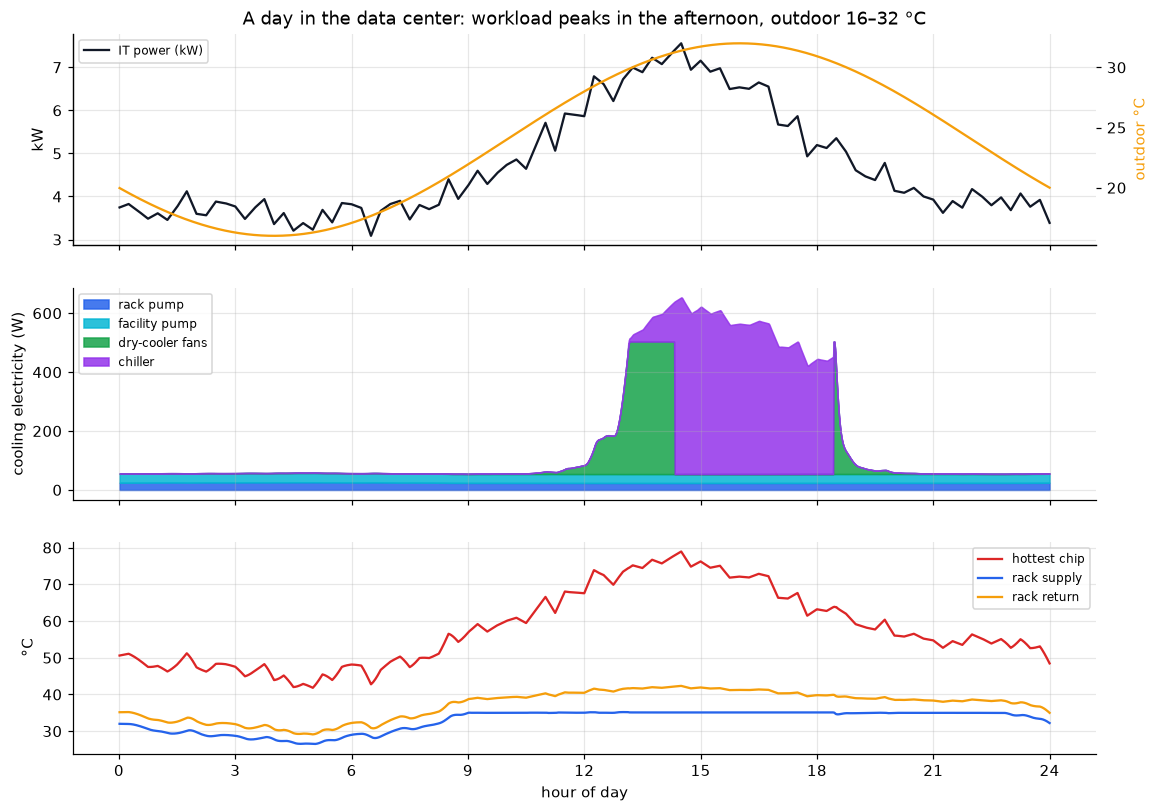 A day in the data center: workload peaks in the afternoon, outdoor 16–32 °C
IT power (kW)
7
6
5
4
3
kW
30
25
20
outdoor °C
rack pump
facility pump
dry-cooler fans
chiller
600
400
200
0
cooling electricity (W)
hottest chip
rack supply
rack return
80
70
60
50
40
30
°C
0 3 6 9 12 15 18 21 24
hour of day